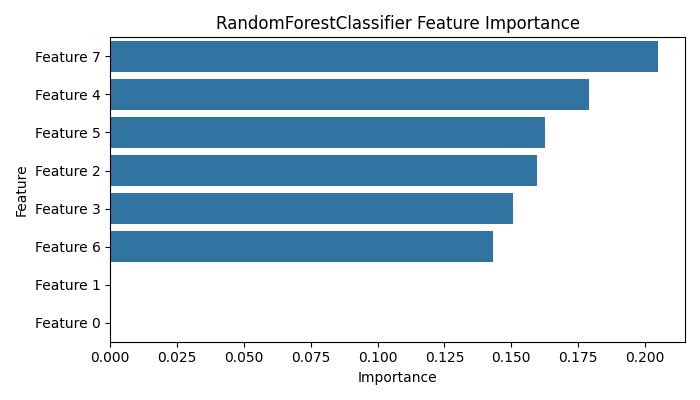 RandomForestClassifier Feature Importance
Feature 7
Feature 4
Feature 5
Feature 2
Feature 3
Feature 6
Feature 1
Feature 0
Feature
0.000 0.025 0.050 0.075 0.100 0.125 0.150 0.175 0.200
Importance